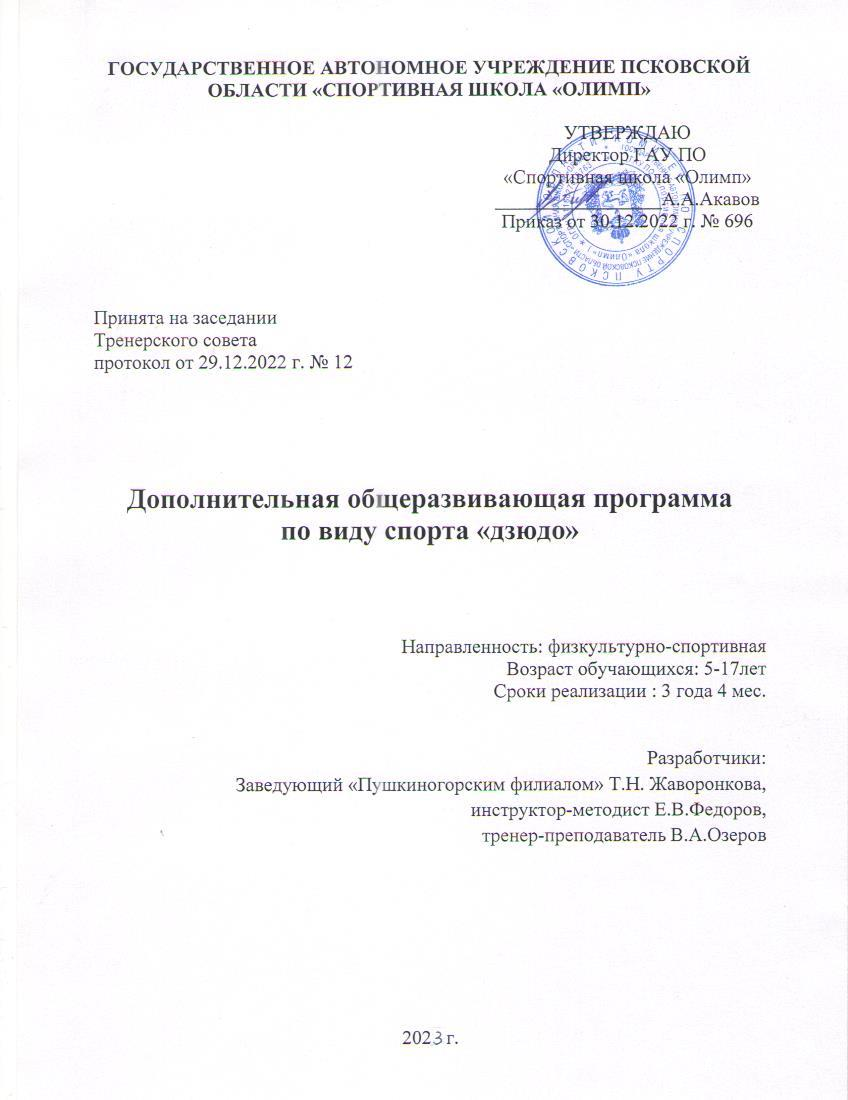 ГОСУДАРСТВЕННОЕ АВТОНОМНОЕ УЧРЕЖДЕНИЕ ПСКОВСКОЙ
ОБЛАСТИ «СПОРТИВНАЯ ШКОЛА «ОЛИМП»
УТВЕРЖДАЮ
Директор ГАУ ПО
«Спортивная школа «Олимп»
А.А.Акавов
Приказ от 30.12.2022 г. № 696
Принята на заседании
Тренерского совета
протокол от 29.12.2022 г. № 12
Дополнительная общеразвивающая программа
по виду спорта «дзюдо»
Направленность: физкультурно-спортивная
Возраст обучающихся: 5-17лет
Сроки реализации : 3 года 4 мес.
Разработчики:
Заведующий «Пушкиногорским филиалом» Т.Н. Жаворонкова,
инструктор-методист Е.В.Федоров,
тренер-преподаватель В.А.Озеров
2023 г.